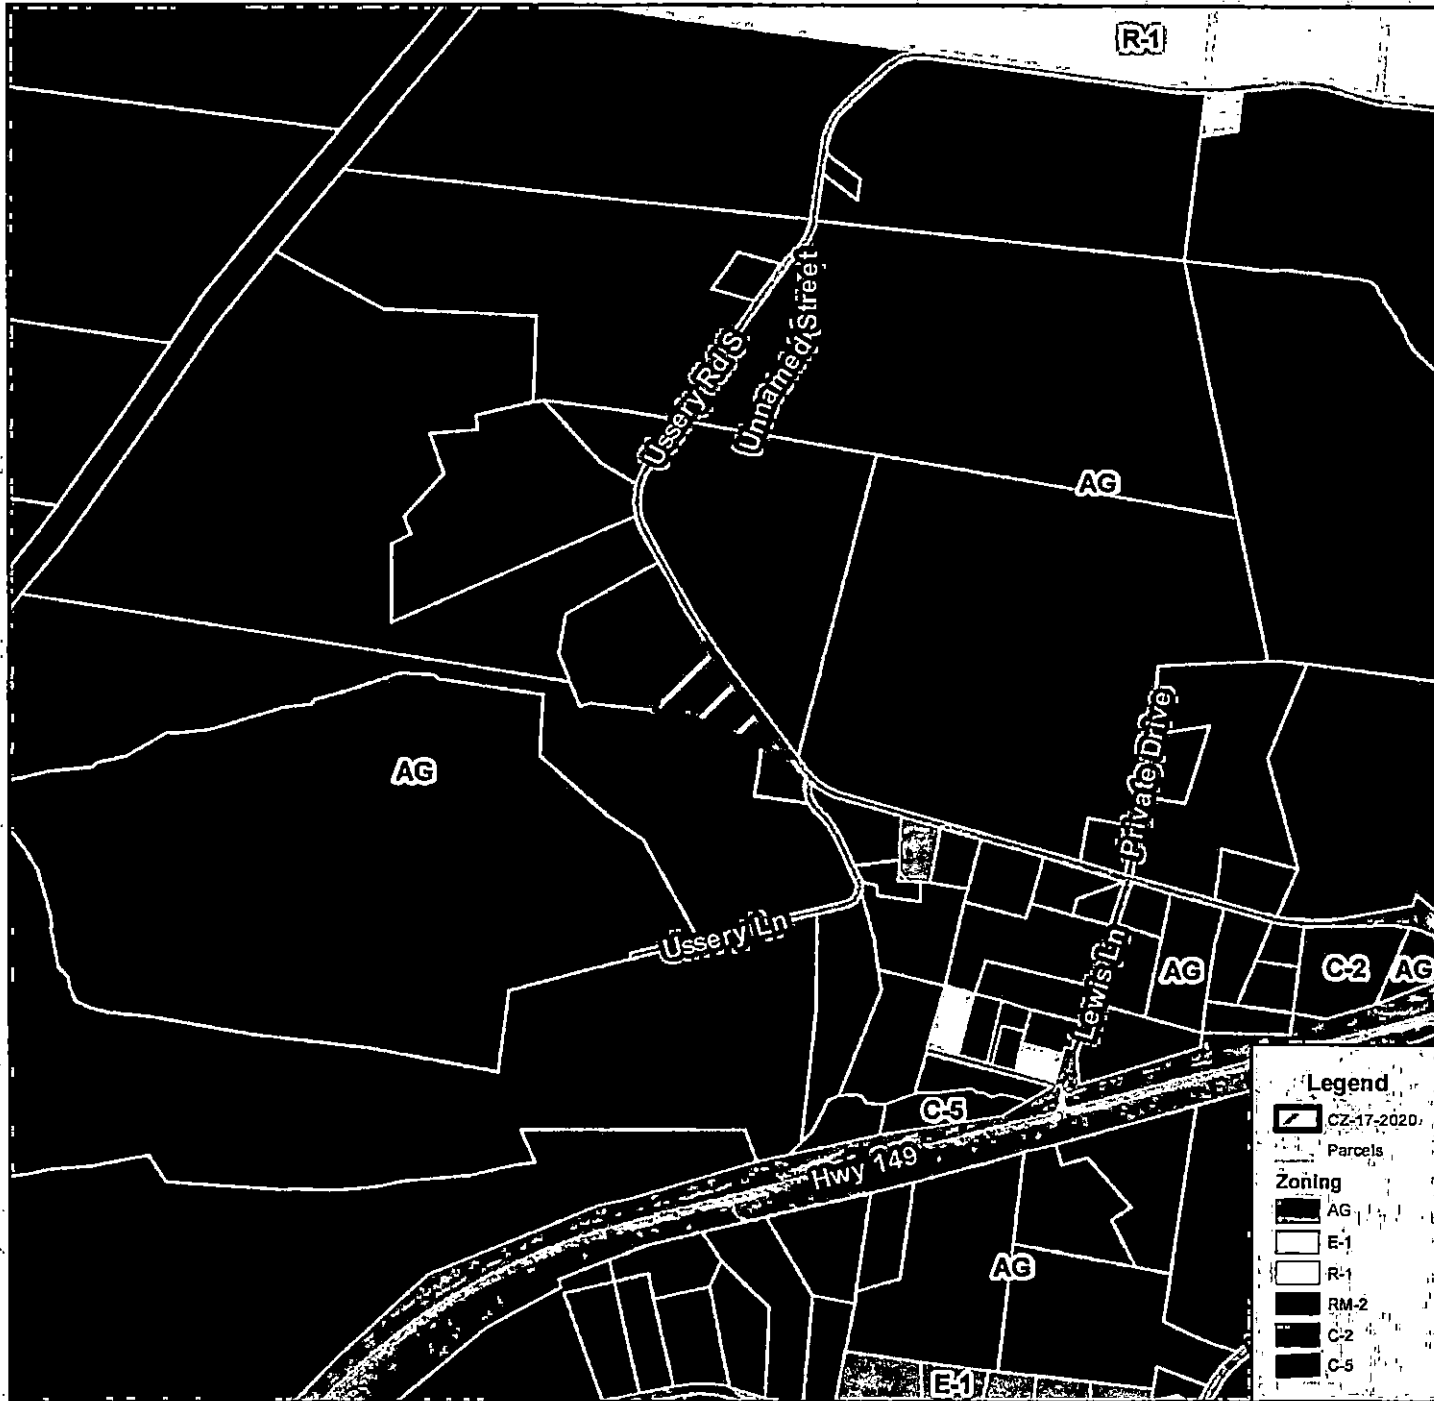 R-1
Ussery Rd S
Unnamed Street
AG
AG
Private Drive
Ussery Ln
Lewis Ln
AG
C-2
AG
C-5
Hwy 149
AG
E-1
Legend
CZ-17-2020
Parcels
Zoning
AG
E-1
R-1
RM-2
C-2
C-5